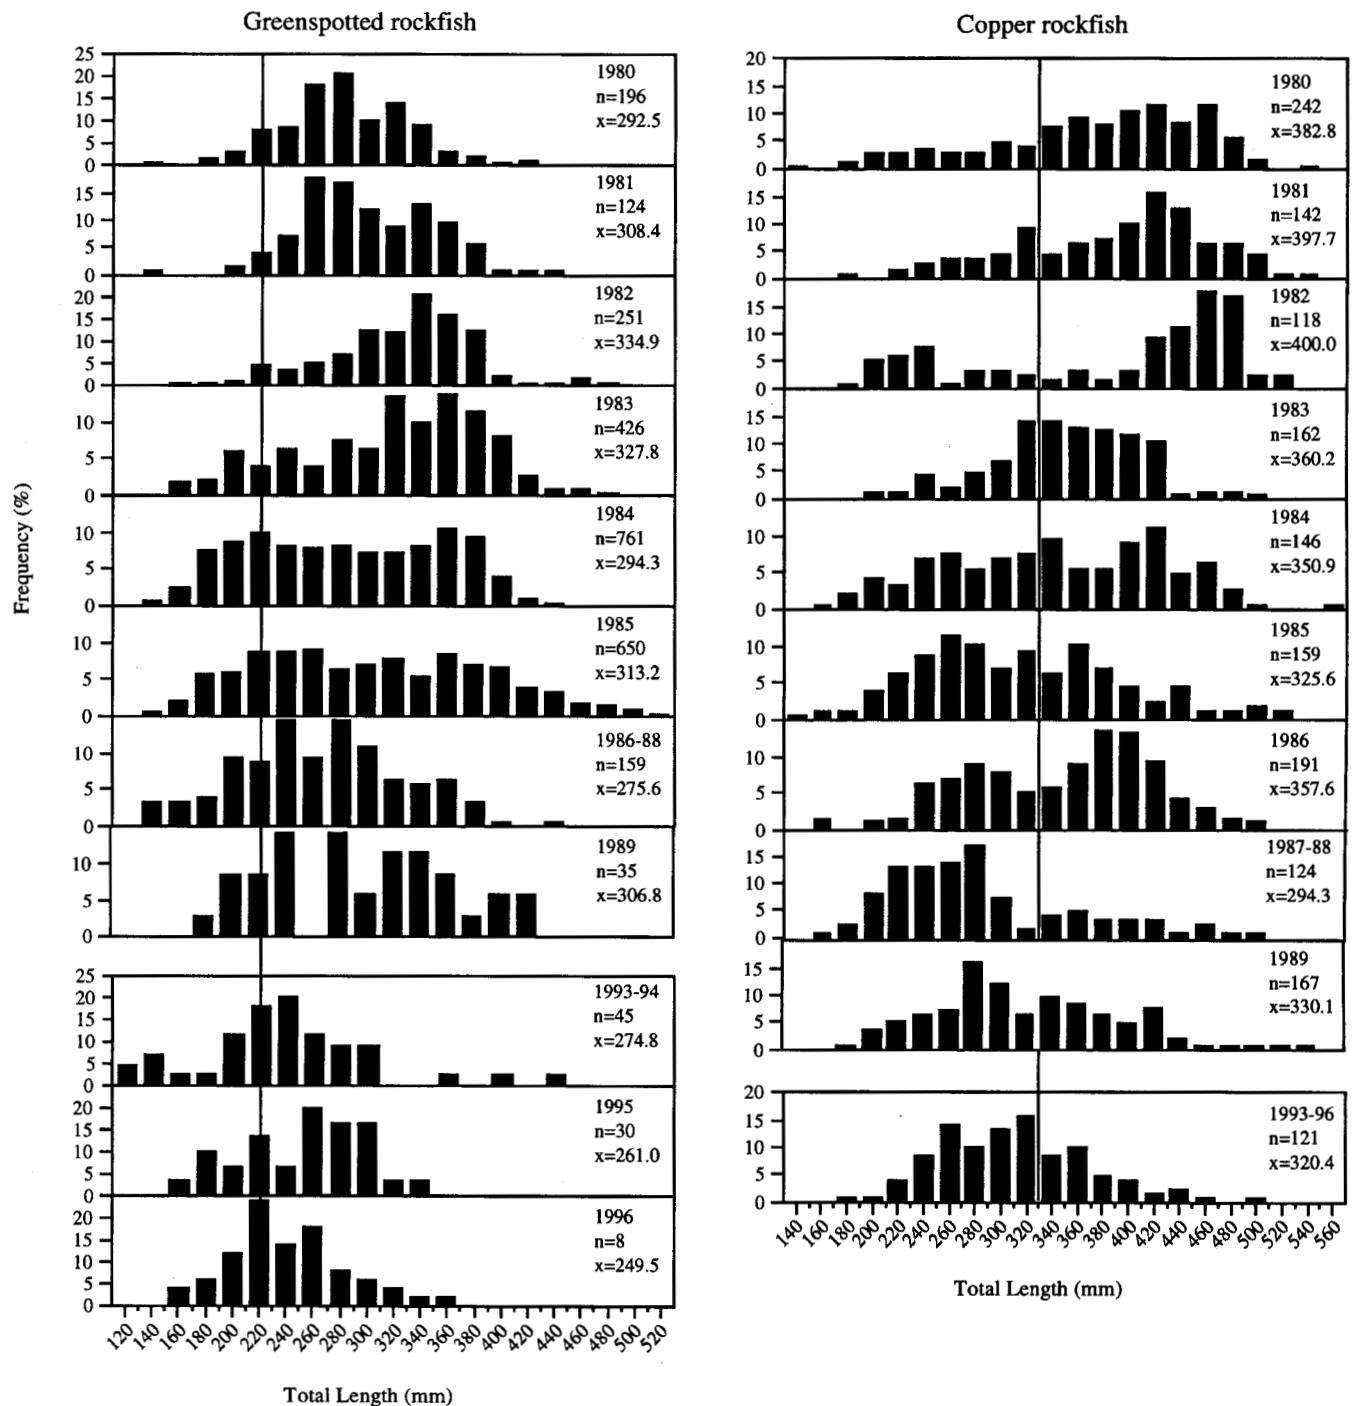 Greenspotted rockfish
25
20
15
10
5
0
1980
n=196
x=292.5
15
10
5
0
1981
n=124
x=308.4
20
15
10
5
0
1982
n=251
x=334.9
10
5
0
1983
n=426
x=327.8
10
5
0
1984
n=761
x=294.3
10
5
0
1985
n=650
x=313.2
10
5
0
1986-88
n=159
x=275.6
10
5
0
1989
n=35
x=306.8
25
20
15
10
5
0
1993-94
n=45
x=274.8
20
15
10
5
0
1995
n=30
x=261.0
20
15
10
5
0
1996
n=8
x=249.5
120 140 160 180 200 220 240 260 280 300 320 340 360 380 400 420 440 460 480 500 520
Total Length (mm)
Frequency (%)
Copper rockfish
20
15
10
5
0
1980
n=242
x=382.8
15
10
5
0
1981
n=142
x=397.7
15
10
5
0
1982
n=118
x=400.0
15
10
5
0
1983
n=162
x=360.2
10
5
0
1984
n=146
x=350.9
10
5
0
1985
n=159
x=325.6
10
5
0
1986
n=191
x=357.6
15
10
5
0
1987-88
n=124
x=294.3
15
10
5
0
1989
n=167
x=330.1
20
15
10
5
0
1993-96
n=121
x=320.4
140 160 180 200 220 240 260 280 300 320 340 360 380 400 420 440 460 480 500 520 540 560
Total Length (mm)